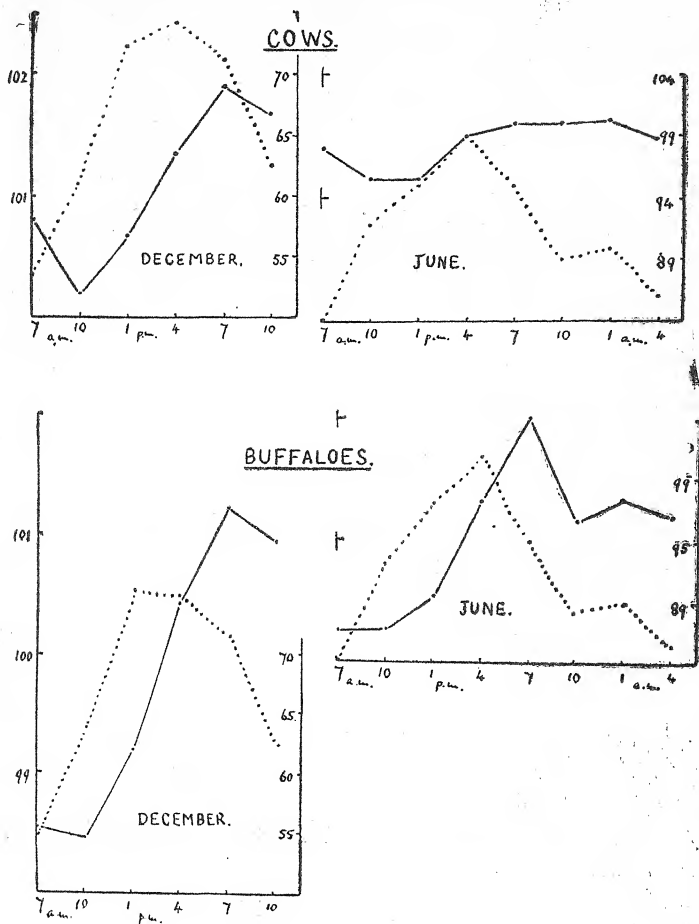 COWS.
102
101
70
65
60
55
DECEMBER.
7 a.m. 10 1 p.m. 4 7 10
104
99
94
89
JUNE.
7 a.m. 10 1 p.m. 4 7 10 1 a.m. 4
BUFFALOES.
101
100
99
70
65
60
55
DECEMBER.
7 a.m. 10 1 p.m. 4 7 10
99
95
89
JUNE.
7 a.m. 10 1 p.m. 4 7 10 1 a.m. 4